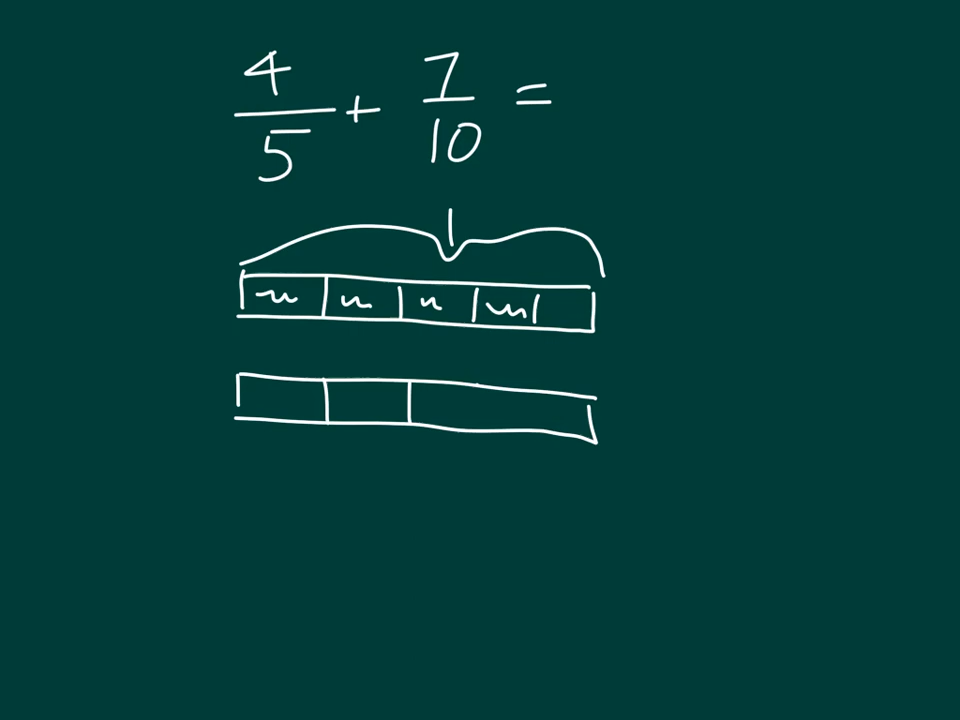 4/5 + 7/10 =
1